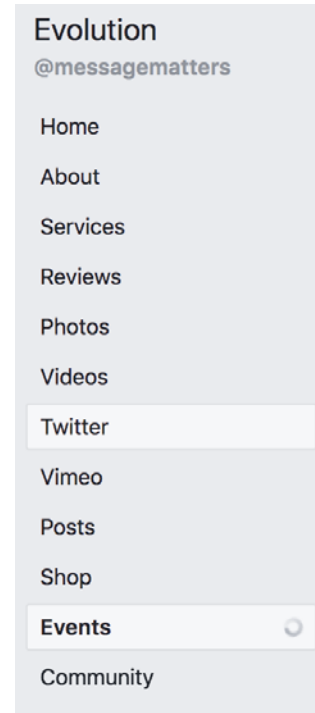 Evolution
@messagematters
Home
About
Services
Reviews
Photos
Videos
Twitter
Vimeo
Posts
Shop
Events
Community